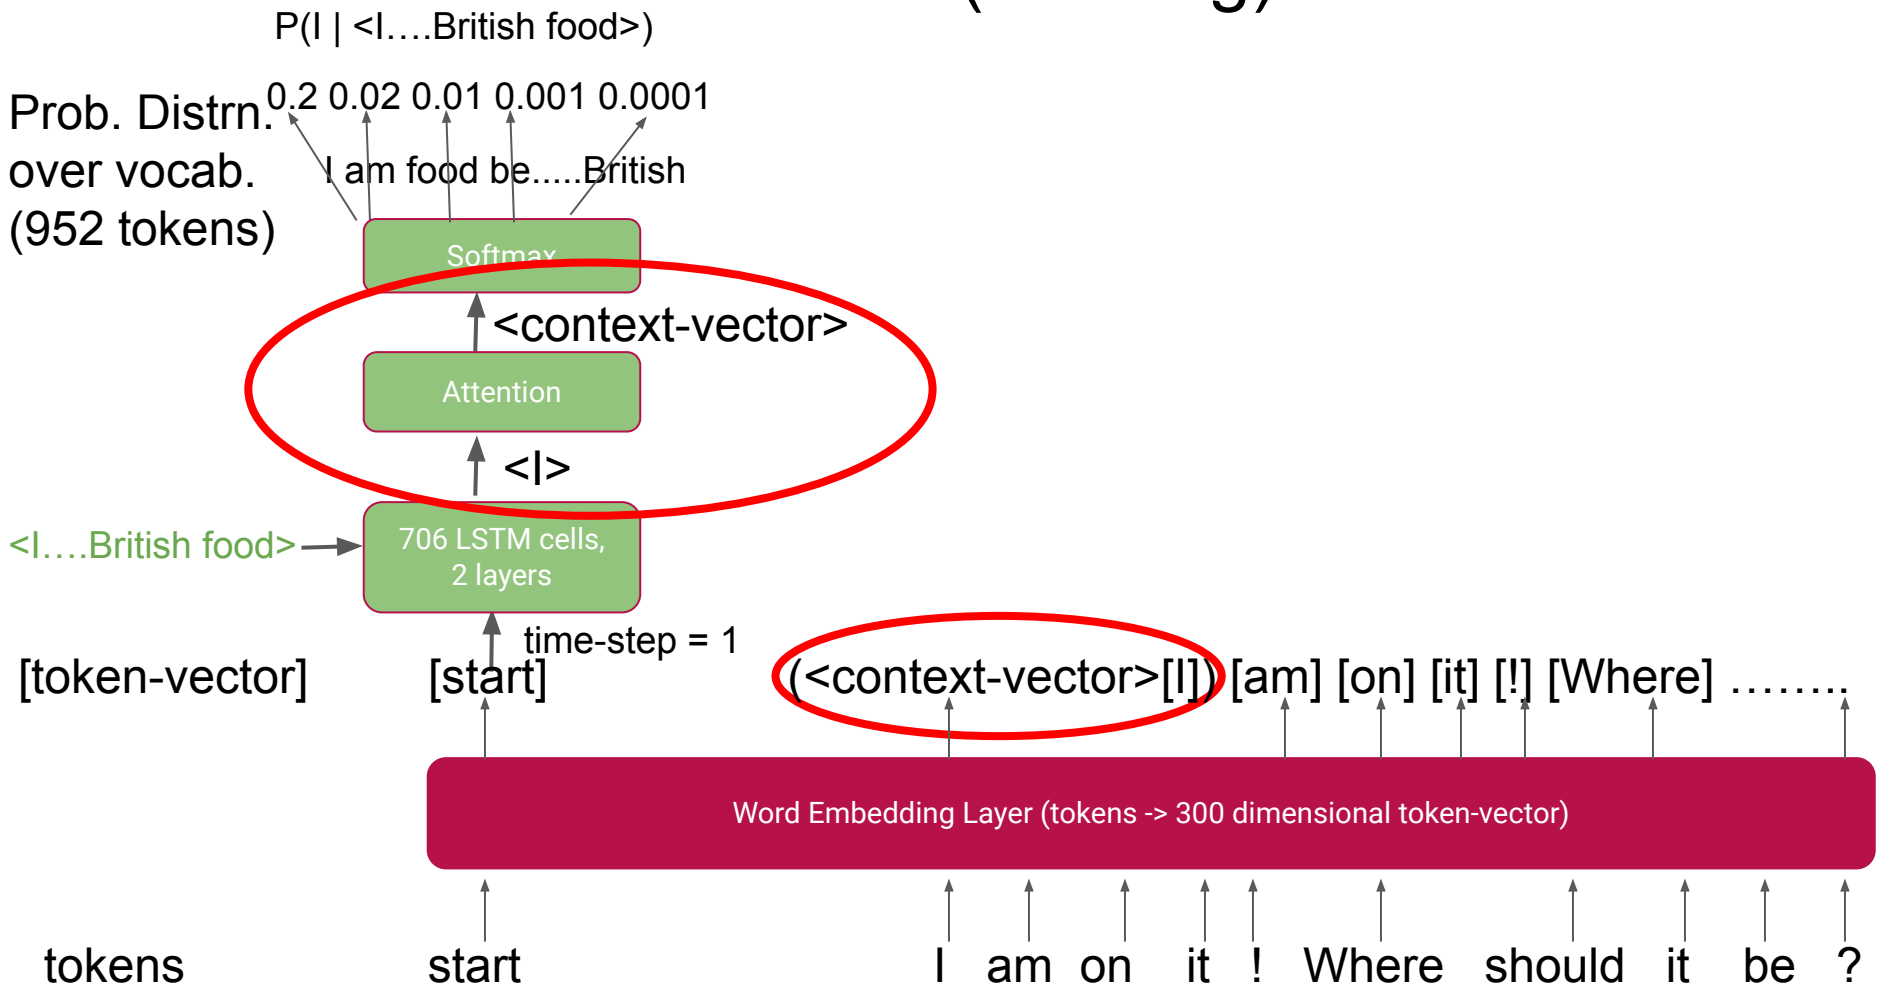 P(I | <I….British food>)
0.2 0.02 0.01 0.001 0.0001
Prob. Distrn.
over vocab.
(952 tokens)
I am food be.....British
Softmax
<context-vector>
Attention
<I>
<I….British food>
706 LSTM cells,
2 layers
time-step = 1
[token-vector] [start] (<context-vector>[I]) [am] [on] [it] [!] [Where] ……..
Word Embedding Layer (tokens -> 300 dimensional token-vector)
tokens start I am on it ! Where should it be ?